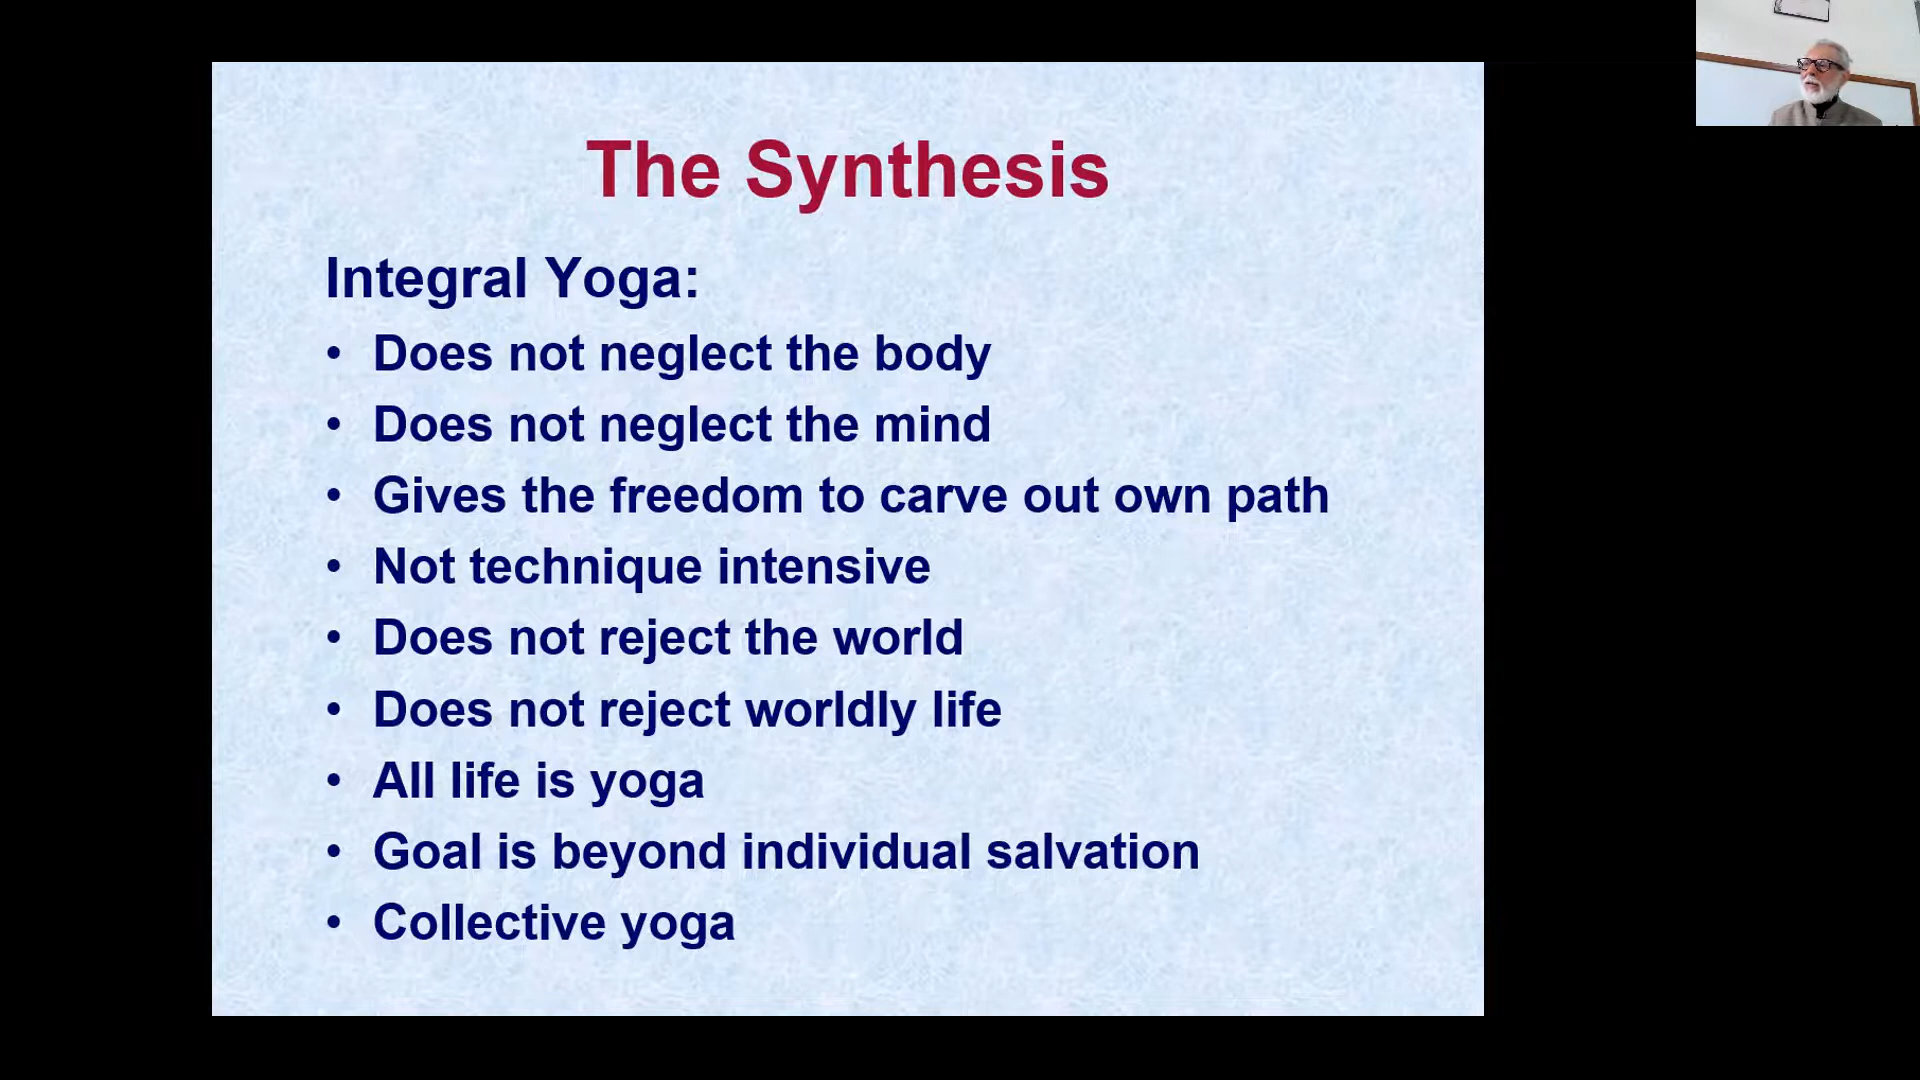 The Synthesis
Integral Yoga:
• Does not neglect the body
• Does not neglect the mind
• Gives the freedom to carve out own path
• Not technique intensive
• Does not reject the world
• Does not reject worldly life
• All life is yoga
• Goal is beyond individual salvation
• Collective yoga